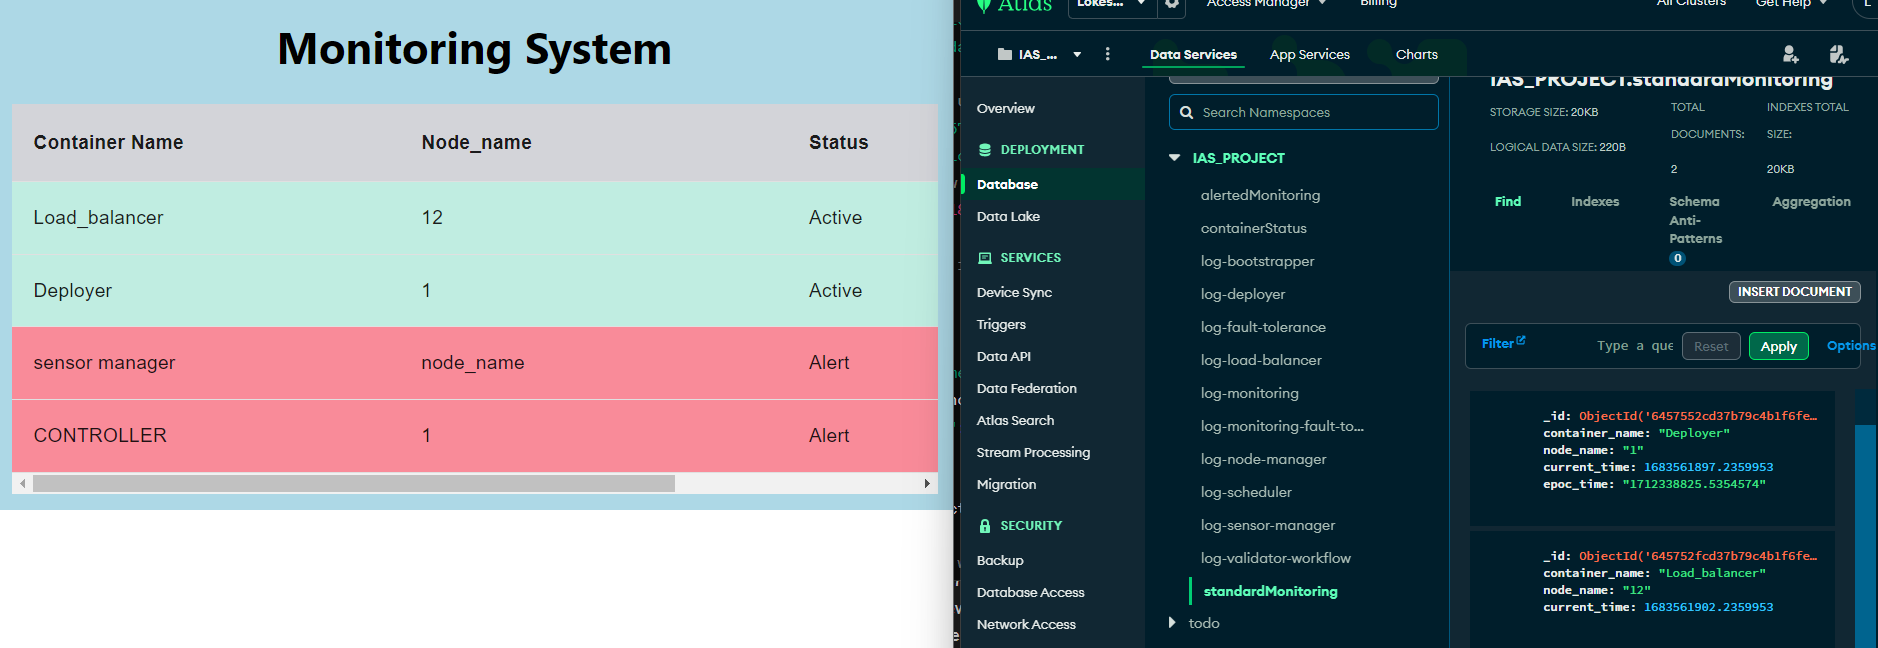 Monitoring System
Container Name Node_name Status
Load_balancer 12 Active
Deployer 1 Active
sensor manager node_name Alert
CONTROLLER 1 Alert
Atlas Lokes... Access Manager Billing All Clusters Get Help
IAS_... Data Services App Services Charts
Overview
DEPLOYMENT
Database
Data Lake
SERVICES
Device Sync
Triggers
Data API
Data Federation
Atlas Search
Stream Processing
Migration
SECURITY
Backup
Database Access
Network Access
Search Namespaces
IAS_PROJECT
alertedMonitoring
containerStatus
log-bootstrapper
log-deployer
log-fault-tolerance
log-load-balancer
log-monitoring
log-monitoring-fault-to...
log-node-manager
log-scheduler
log-sensor-manager
log-validator-workflow
standardMonitoring
todo
IAS_PROJECT.standardMonitoring
STORAGE SIZE: 20KB
LOGICAL DATA SIZE: 220B
TOTAL
DOCUMENTS:
2
INDEXES TOTAL
SIZE:
20KB
Find
Indexes
Schema
Anti-
Patterns
0
Aggregation
INSERT DOCUMENT
Filter Type a que Reset Apply Options
_id: ObjectId('6457552cd37b79c4b1f6fe…
container_name: "Deployer"
node_name: "1"
current_time: 1683561897.2359953
epoc_time: "1712338825.5354574"
_id: ObjectId('645752fcd37b79c4b1f6fe…
container_name: "Load_balancer"
node_name: "12"
current_time: 1683561902.2359953